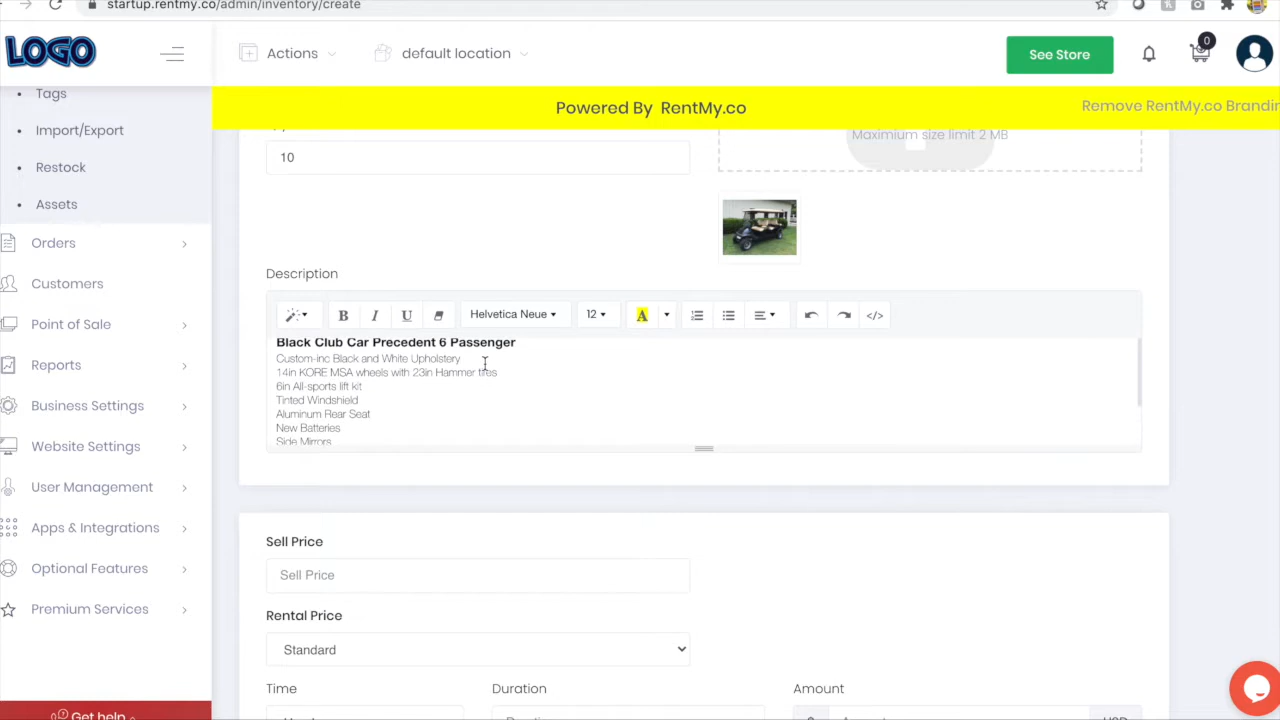 startup.rentmy.co/admin/inventory/create
LOGO
Actions
default location
See Store
0
Powered By RentMy.co
Remove RentMy.co Brandin
Tags
Import/Export
Restock
Assets
Orders
Customers
Point of Sale
Reports
Business Settings
Website Settings
User Management
Apps & Integrations
Optional Features
Premium Services
Get help
Maximum size limit 2 MB
10
Description
B I U Helvetica Neue 12 A </>
Black Club Car Precedent 6 Passenger
Custom-inc Black and White Upholstery
14in KORE MSA wheels with 23in Hammer tires
6in All-sports lift kit
Tinted Windshield
Aluminum Rear Seat
New Batteries
Side Mirrors
Sell Price
Sell Price
Rental Price
Standard
Time
Duration
Amount